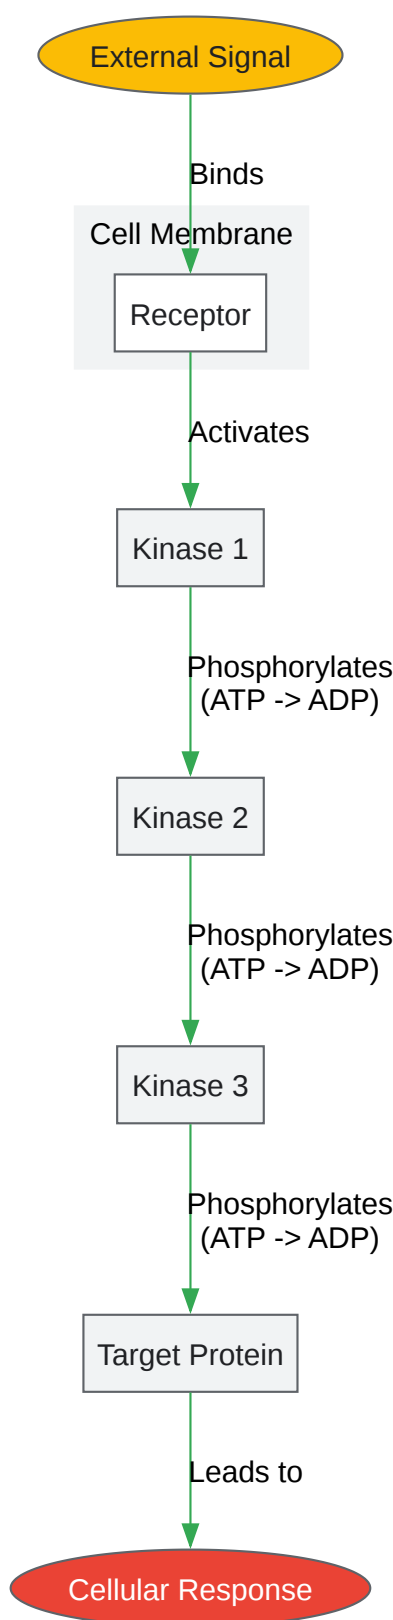 External Signal
Binds
Cell Membrane
Receptor
Activates
Kinase 1
Phosphorylates
(ATP -> ADP)
Kinase 2
Phosphorylates
(ATP -> ADP)
Kinase 3
Phosphorylates
(ATP -> ADP)
Target Protein
Leads to
Cellular Response